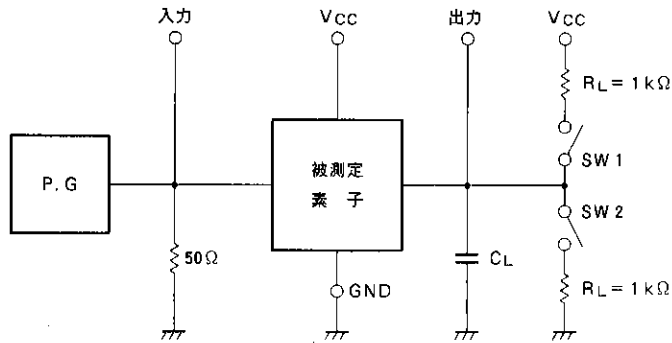 入力
VCC
出力
VCC
RL=1kΩ
P.G
被測定
素子
SW1
SW2
50Ω
CL
GND
RL=1kΩ